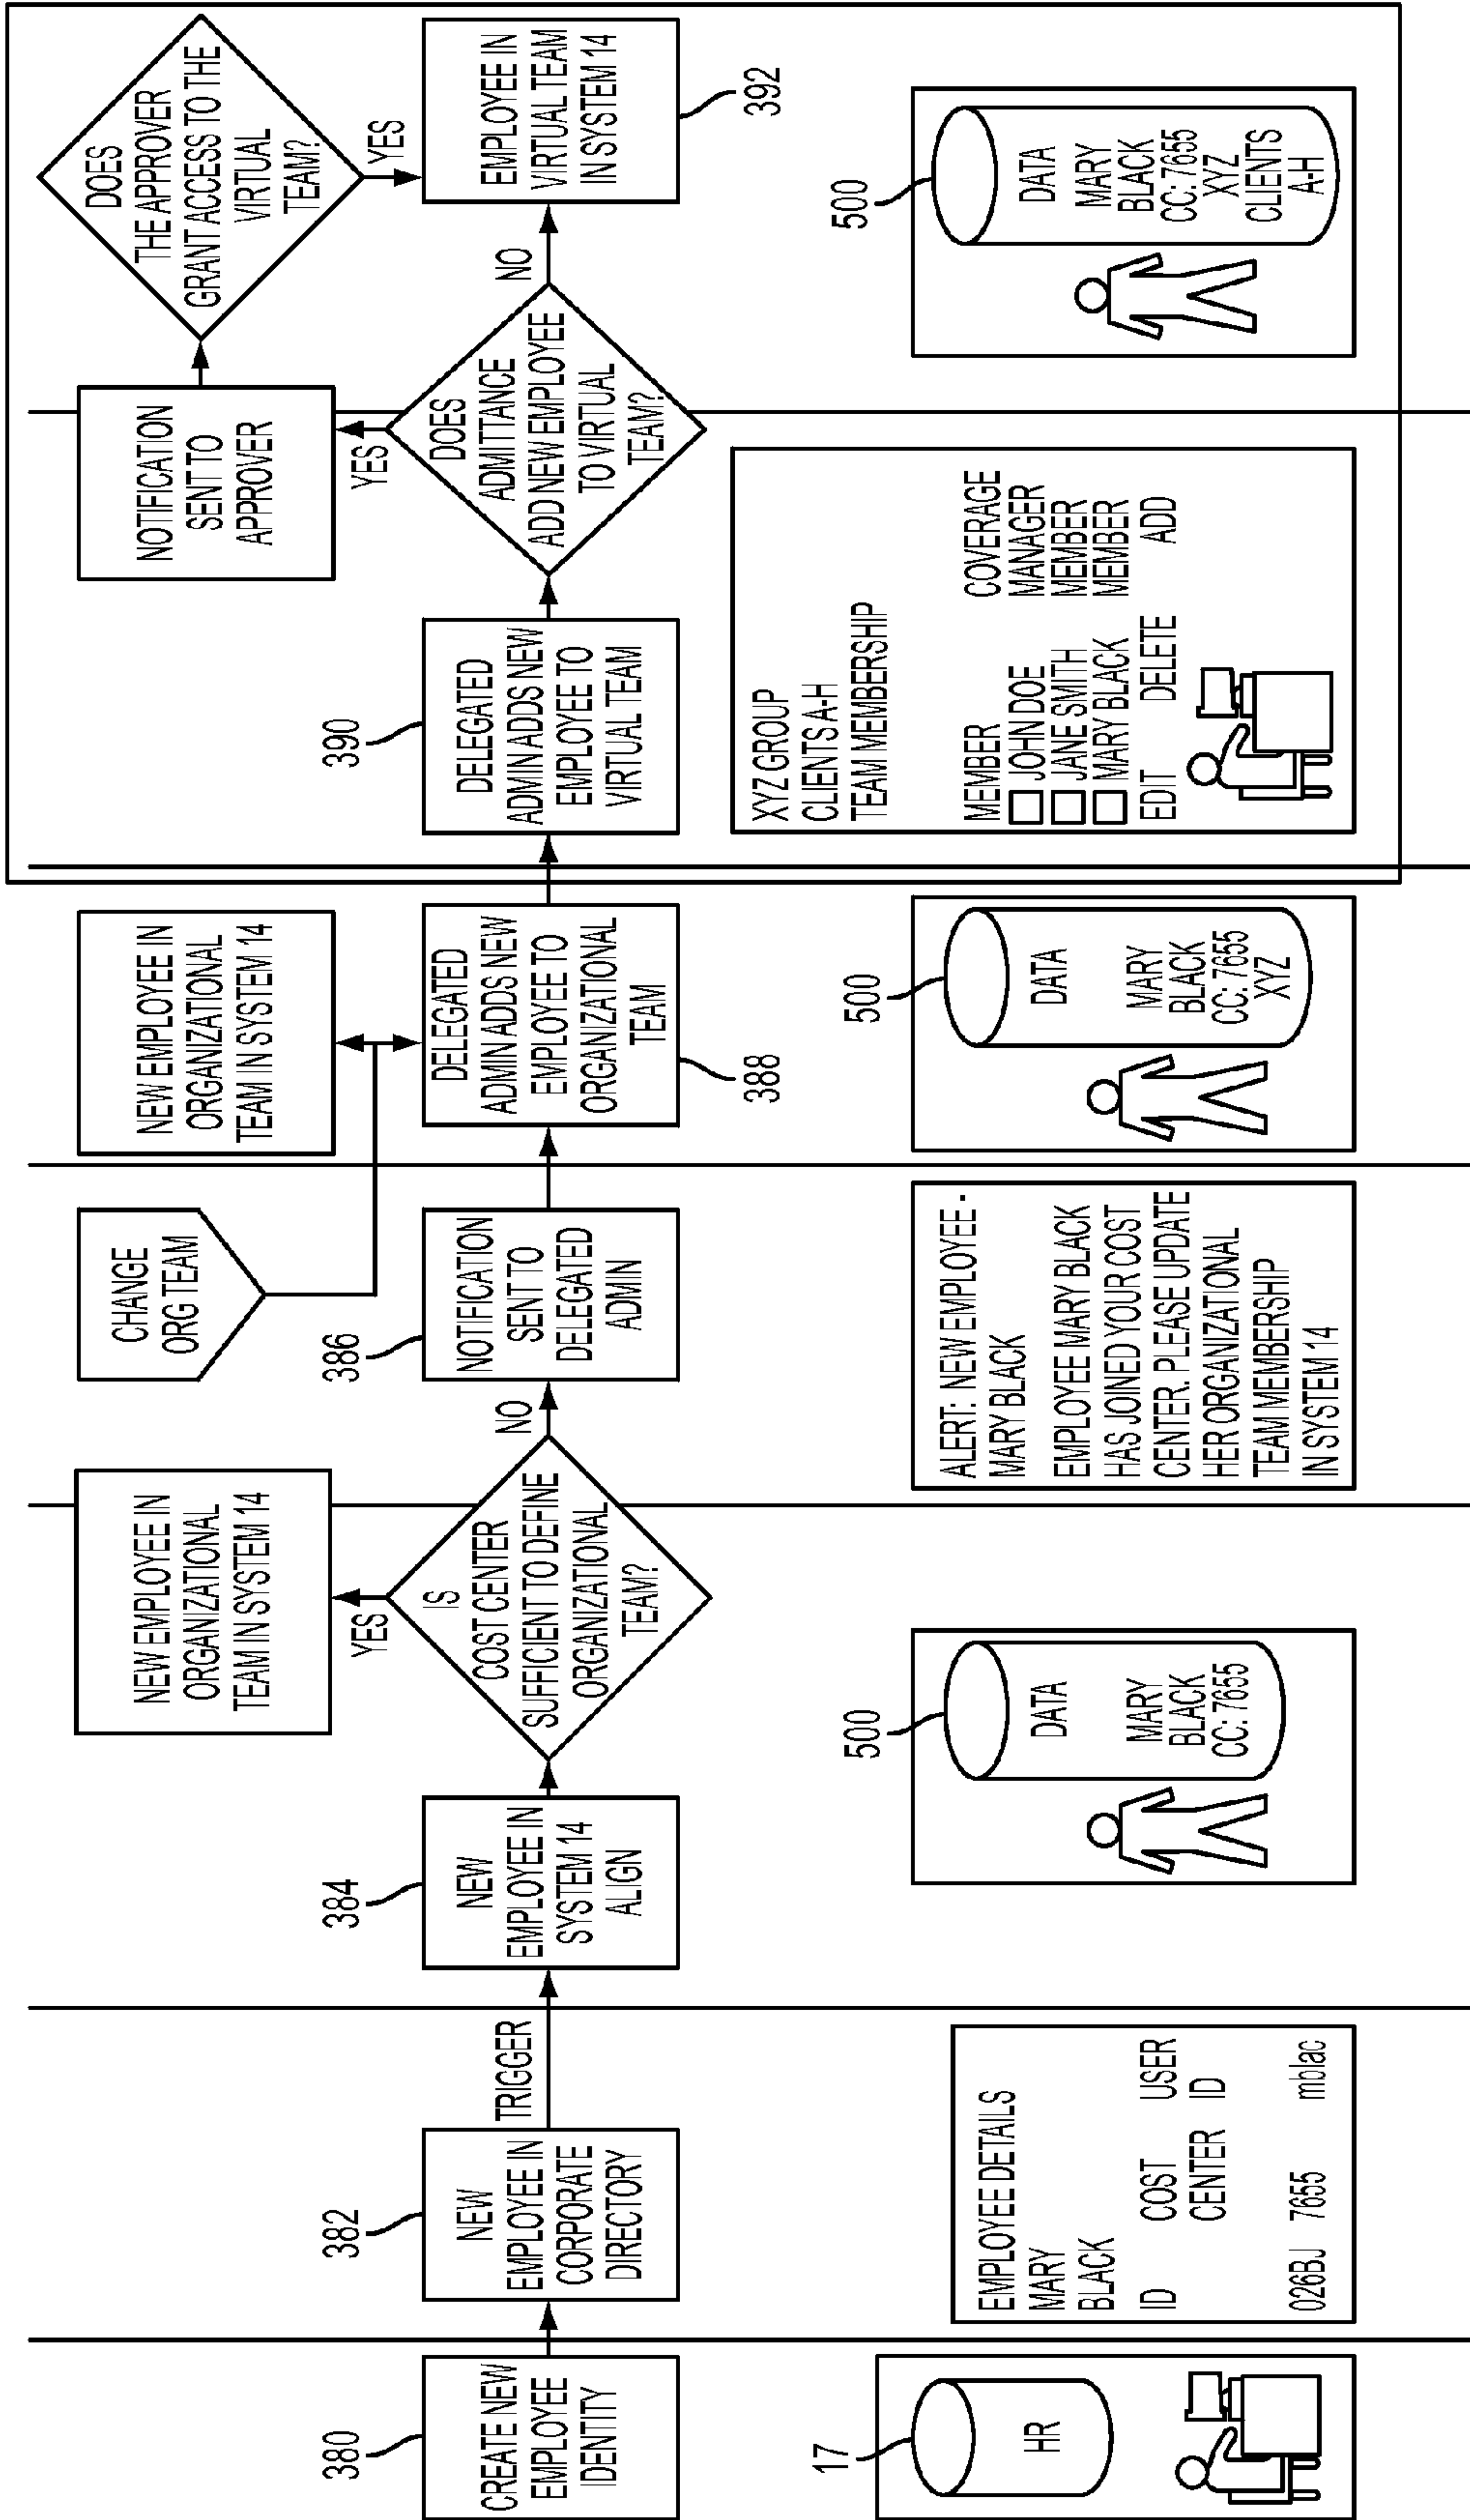 380
CREATE NEW
EMPLOYEE
IDENTITY
17
HR
382
NEW
EMPLOYEE IN
CORPORATE
DIRECTORY
TRIGGER
EMPLOYEE DETAILS
MARY
BLACK
ID COST USER
CENTER ID
026BJ 7655 mblac
384
NEW
EMPLOYEE IN
SYSTEM 14
ALIGN
NEW EMPLOYEE IN
ORGANIZATIONAL
TEAM IN SYSTEM 14
YES
IS
COST CENTER
SUFFICIENT TO DEFINE
ORGANIZATIONAL
TEAM?
NO
500
DATA
MARY
BLACK
CC: 7655
CHANGE
ORG TEAM
386
NOTIFICATION
SENT TO
DELEGATED
ADMIN
ALERT: NEW EMPLOYEE -
MARY BLACK
EMPLOYEE MARY BLACK
HAS JOINED YOUR COST
CENTER. PLEASE UPDATE
HER ORGANIZATIONAL
TEAM MEMBERSHIP
IN SYSTEM 14
NEW EMPLOYEE IN
ORGANIZATIONAL
TEAM IN SYSTEM 14
DELEGATED
ADMIN ADDS NEW
EMPLOYEE TO
ORGANIZATIONAL
TEAM
388
500
DATA
MARY
BLACK
CC: 7655
XYZ
390
DELEGATED
ADMIN ADDS NEW
EMPLOYEE TO
VIRTUAL TEAM
XYZ GROUP
CLIENTS A-H
TEAM MEMBERSHIP
MEMBER COVERAGE
JOHN DOE MANAGER
JANE SMITH MEMBER
MARY BLACK MEMBER
EDIT DELETE ADD
NOTIFICATION
SENT TO
APPROVER
YES
DOES
ADMITTANCE
ADD NEW EMPLOYEE
TO VIRTUAL
TEAM?
NO
DOES
THE APPROVER
GRANT ACCESS TO THE
VIRTUAL
TEAM?
YES
EMPLOYEE IN
VIRTUAL TEAM
IN SYSTEM 14
392
500
DATA
MARY
BLACK
CC: 7655
XYZ
CLIENTS
A-H